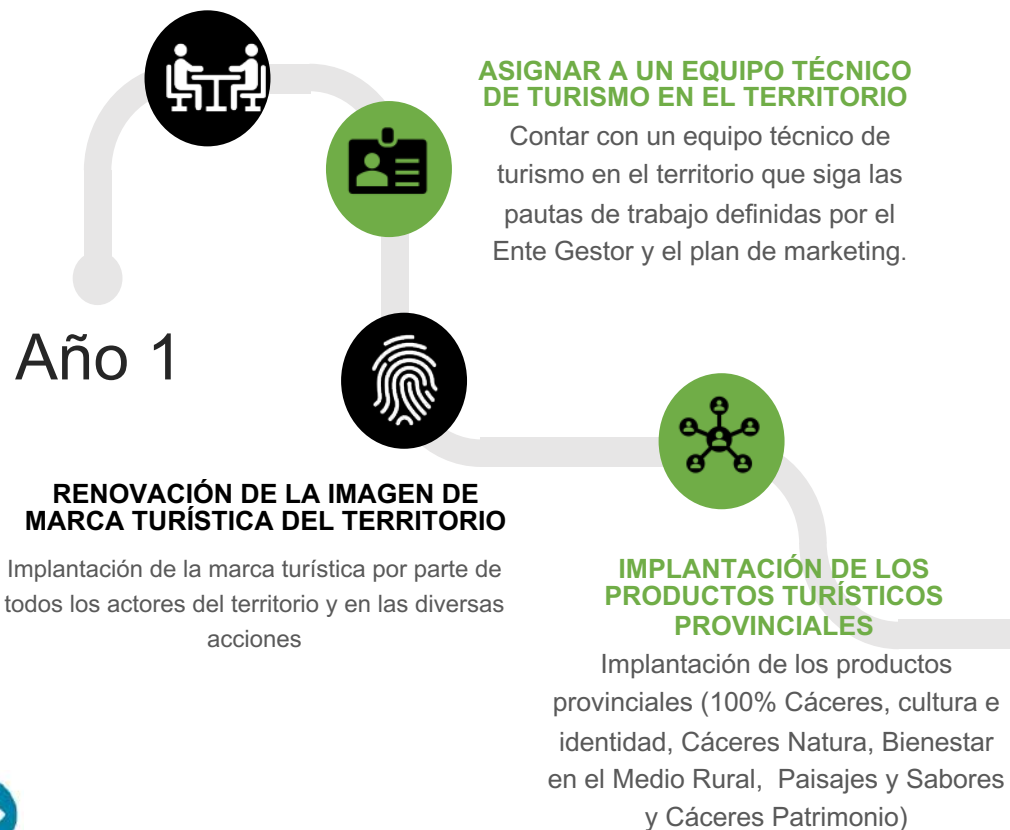 ASIGNAR A UN EQUIPO TÉCNICO
DE TURISMO EN EL TERRITORIO
Contar con un equipo técnico de
turismo en el territorio que siga las
pautas de trabajo definidas por el
Ente Gestor y el plan de marketing.
Año 1
RENOVACIÓN DE LA IMAGEN DE
MARCA TURÍSTICA DEL TERRITORIO
Implantación de la marca turística por parte de
todos los actores del territorio y en las diversas
acciones
IMPLANTACIÓN DE LOS
PRODUCTOS TURÍSTICOS
PROVINCIALES
Implantación de los productos
provinciales (100% Cáceres, cultura e
identidad, Cáceres Natura, Bienestar
en el Medio Rural, Paisajes y Sabores
y Cáceres Patrimonio)